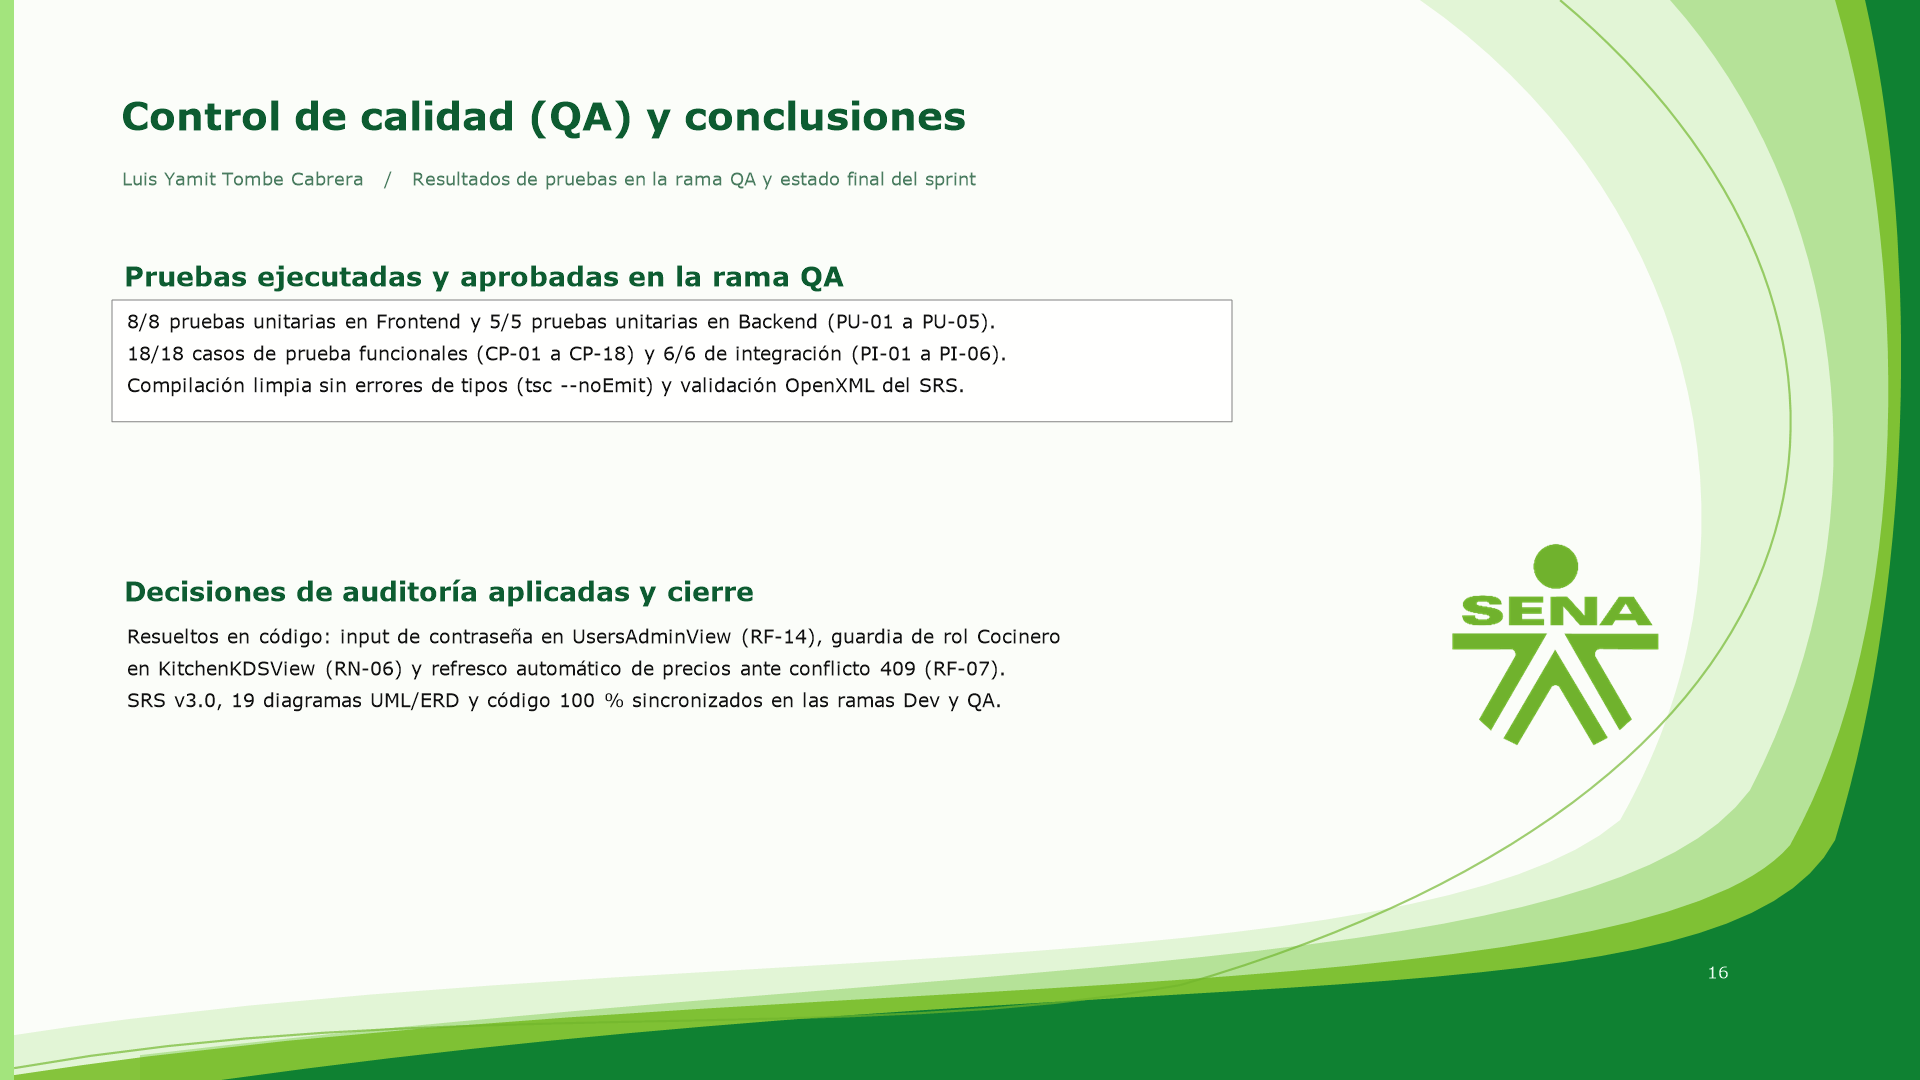 Control de calidad (QA) y conclusiones
Luis Yamit Tombe Cabrera / Resultados de pruebas en la rama QA y estado final del sprint
Pruebas ejecutadas y aprobadas en la rama QA
8/8 pruebas unitarias en Frontend y 5/5 pruebas unitarias en Backend (PU-01 a PU-05).
18/18 casos de prueba funcionales (CP-01 a CP-18) y 6/6 de integración (PI-01 a PI-06).
Compilación limpia sin errores de tipos (tsc --noEmit) y validación OpenXML del SRS.
Decisiones de auditoría aplicadas y cierre
Resueltos en código: input de contraseña en UsersAdminView (RF-14), guardia de rol Cocinero
en KitchenKDSView (RN-06) y refresco automático de precios ante conflicto 409 (RF-07).
SRS v3.0, 19 diagramas UML/ERD y código 100 % sincronizados en las ramas Dev y QA.
SENA
16